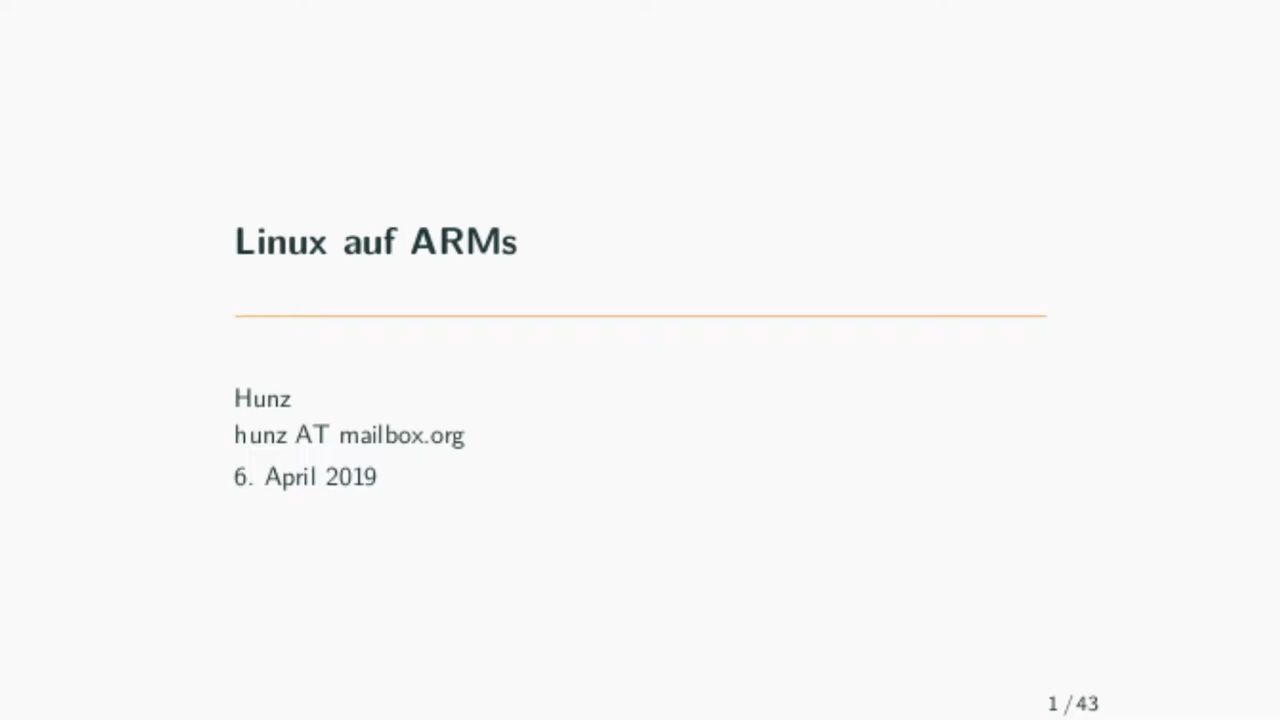 Linux auf ARMs
Hunz
hunz AT mailbox.org
6. April 2019
1 / 43